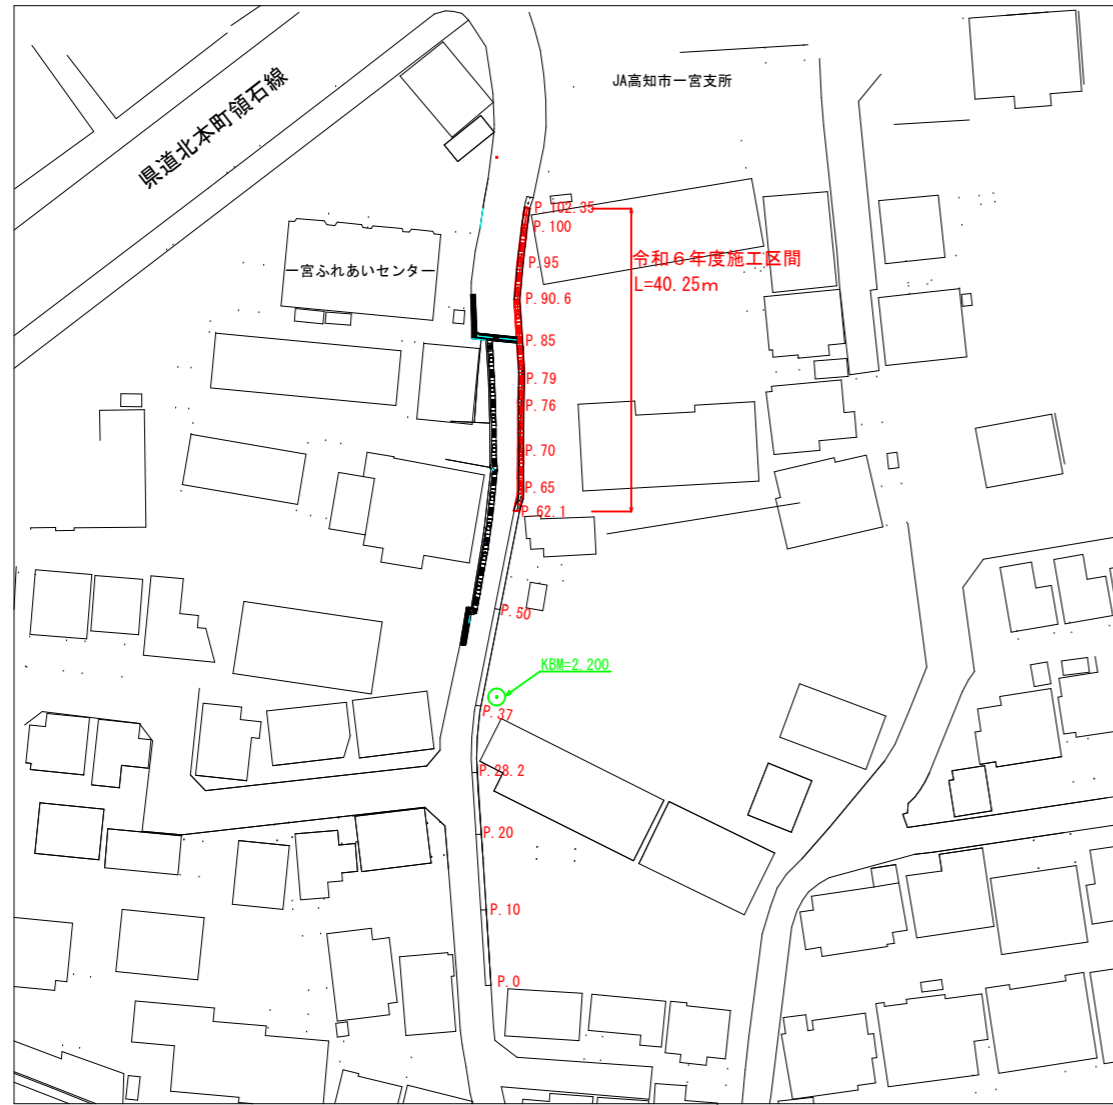 JA高知市一宮支所
県道北本町領石線
P.102.35
P.100
令和6年度施工区間
L=40.25m
P.95
一宮ふれあいセンター
P.90.6
P.85
P.79
P.76
P.70
P.65
P.62.1
P.50
KBM=2.200
P.37
P.28.2
P.20
P.10
P.0